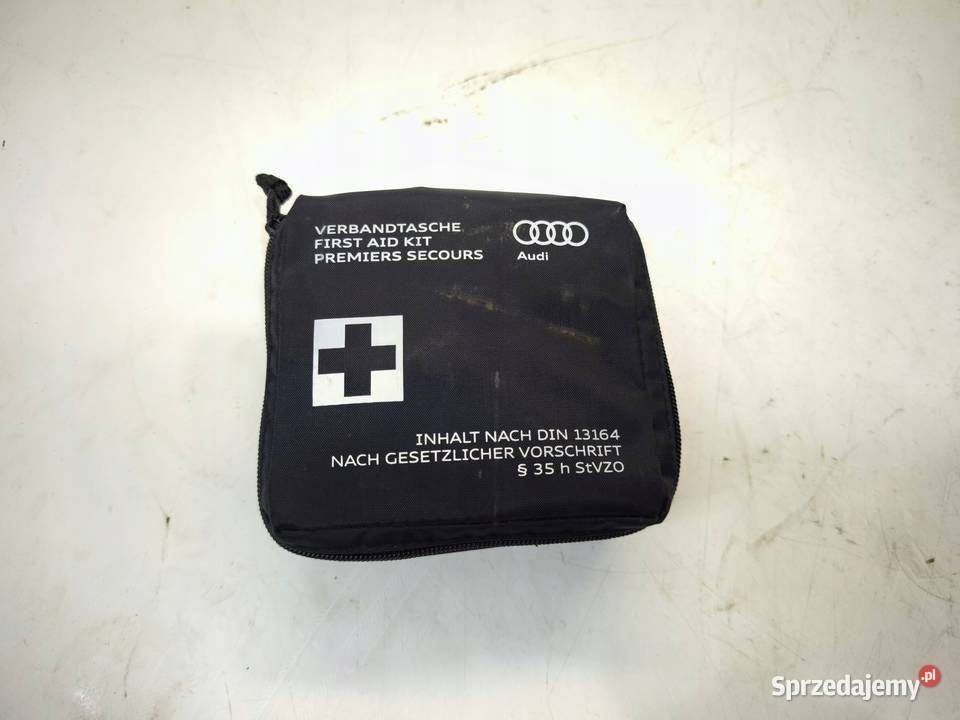 VERBANDTASCHE
FIRST AID KIT
PREMIERS SECOURS
Audi
INHALT NACH DIN 13164
NACH GESETZLICHER VORSCHRIFT
§ 35 h StVZO
Sprzedajemy.pl